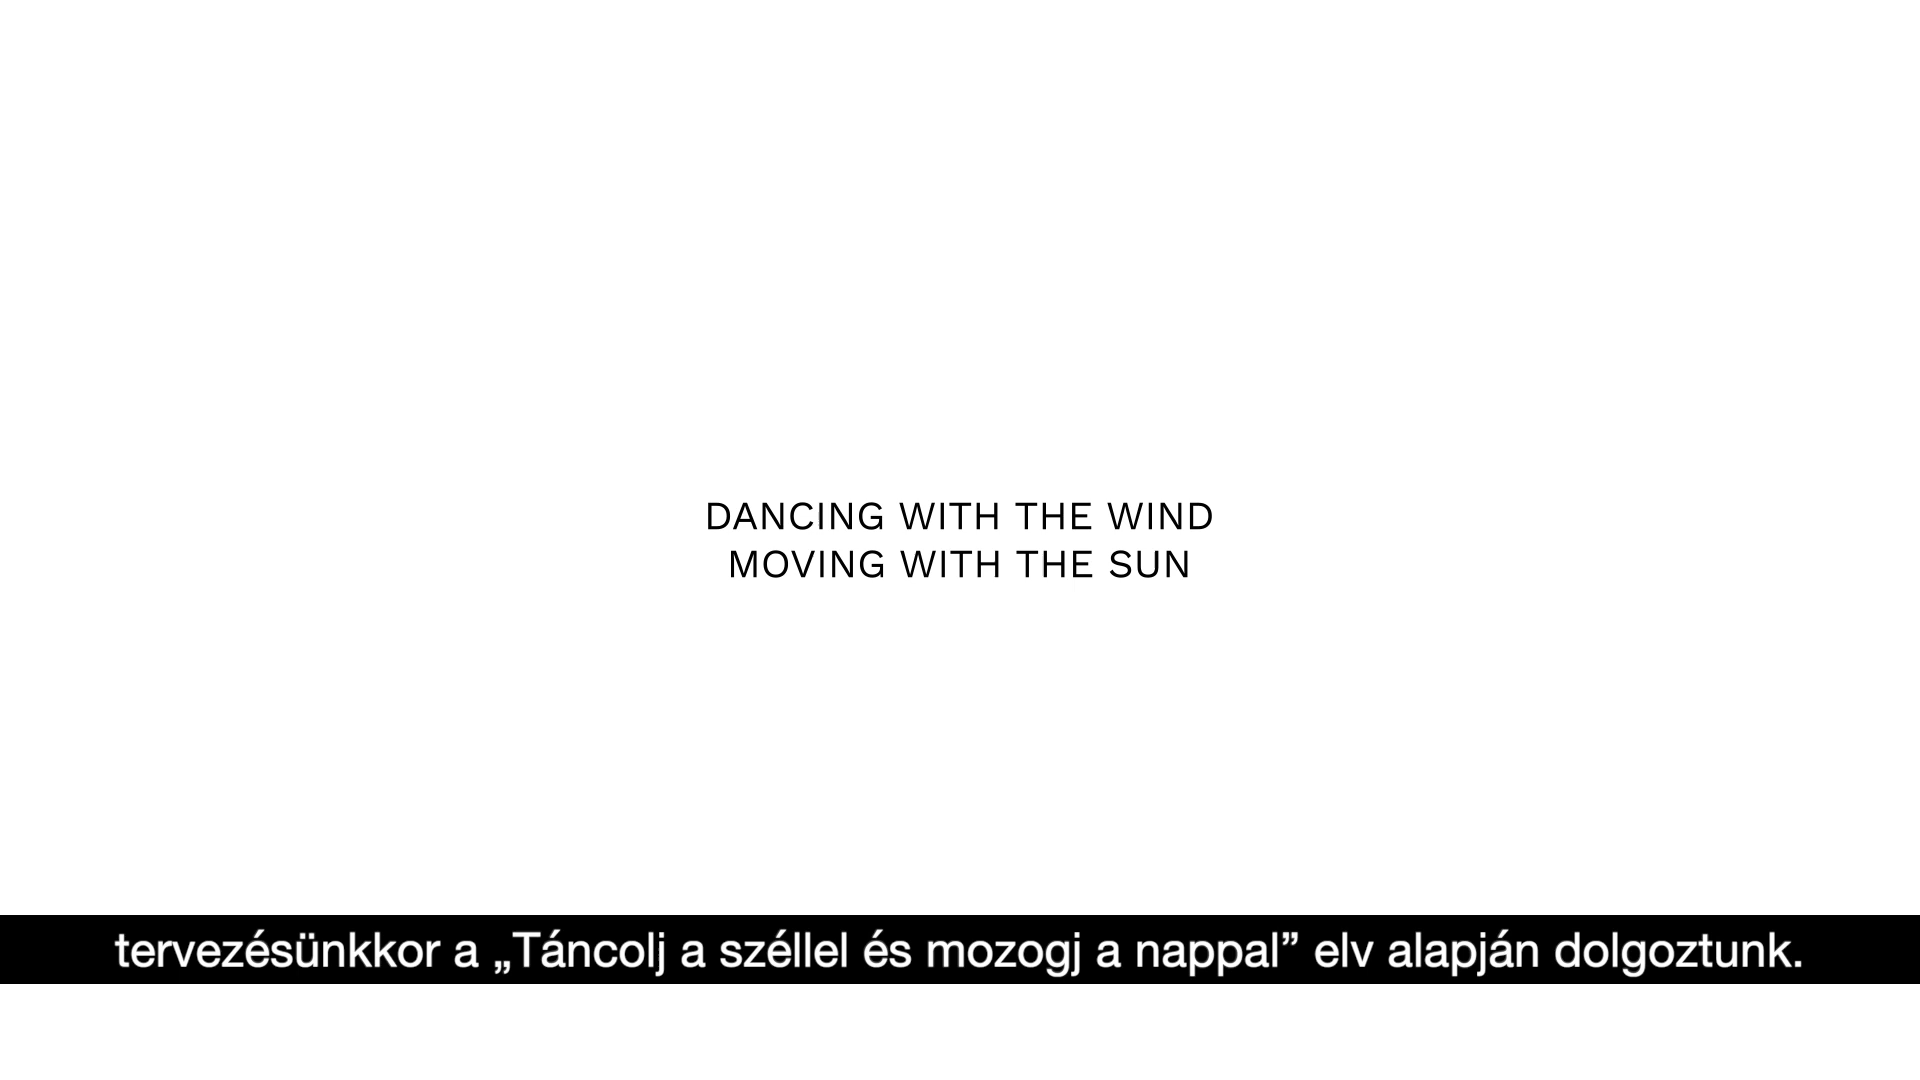 DANCING WITH THE WIND
MOVING WITH THE SUN
tervezésünkkor a „Táncolj a széllel és mozogj a nappal” elv alapján dolgoztunk.